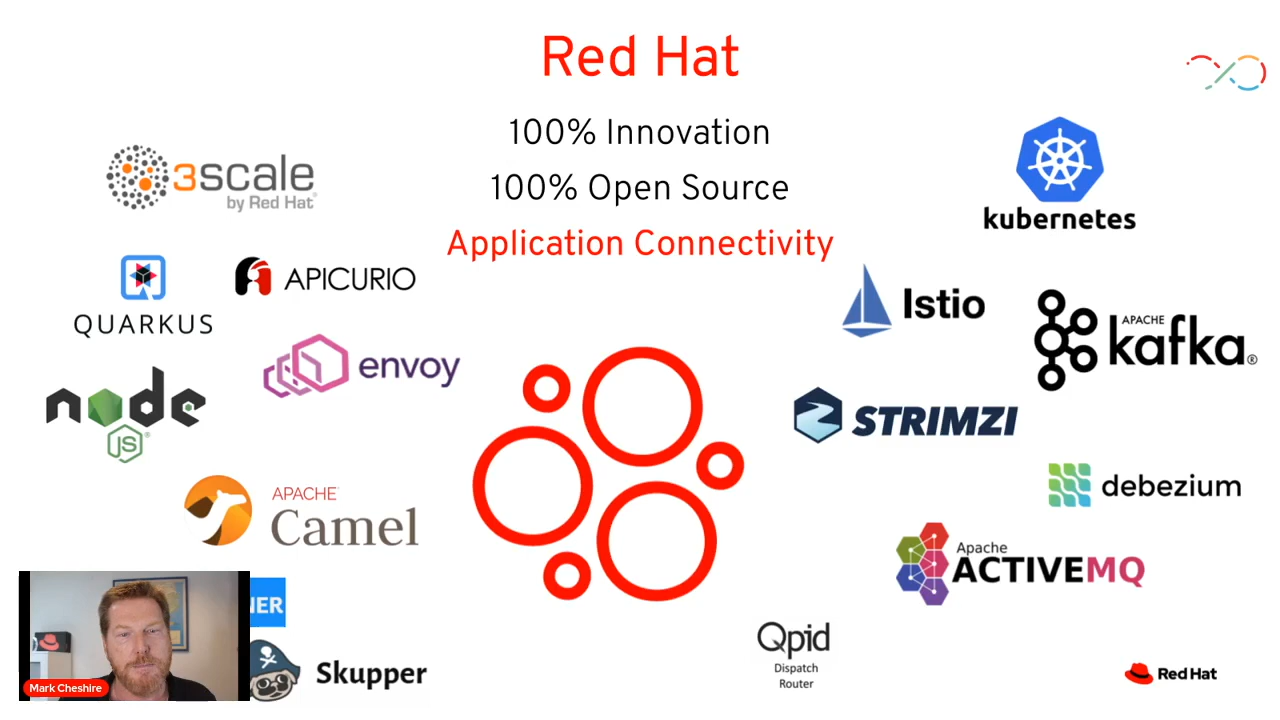 Red Hat
100% Innovation
100% Open Source
Application Connectivity
3scale
by Red Hat
QUARKUS
APICURIO
envoy
node
JS
APACHE
Camel
NER
Skupper
Mark Cheshire
kubernetes
Istio
APACHE
kafka
STRIMZI
debezium
Apache
ACTIVEMQ
Qpid
Dispatch
Router
Red Hat